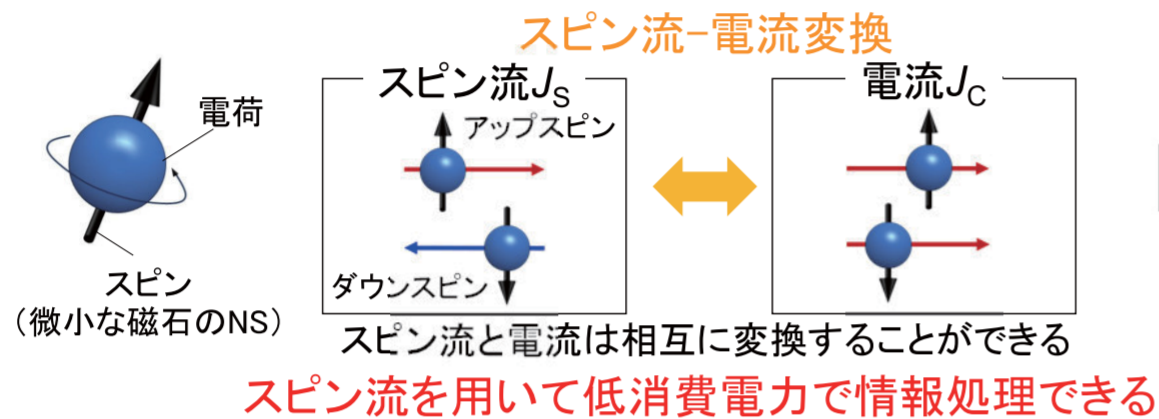 スピン流-電流変換
電荷
スピン
（微小な磁石のNS）
スピン流JS
アップスピン
ダウンスピン
電流JC
スピン流と電流は相互に変換することができる
スピン流を用いて低消費電力で情報処理できる